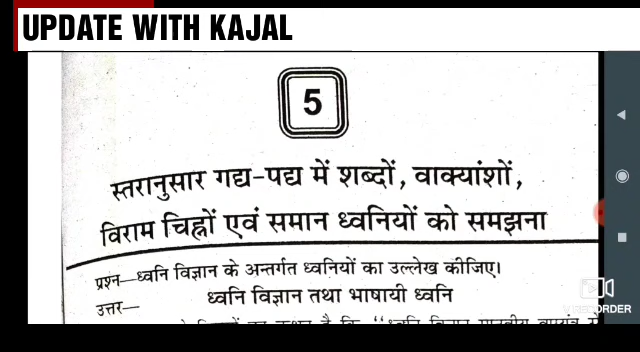 UPDATE WITH KAJAL
5
स्तरानुसार गद्य-पद्य में शब्दों, वाक्यांशों,
विराम चिह्नों एवं समान ध्वनियों को समझना
प्रश्न—ध्वनि विज्ञान के अन्तर्गत ध्वनियों का उल्लेख कीजिए।
उत्तर—
ध्वनि विज्ञान तथा भाषायी ध्वनि
RECORDER